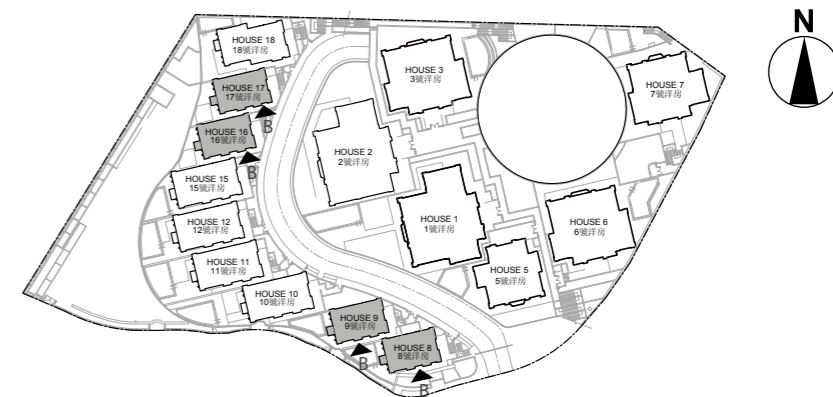 HOUSE 18
18號洋房
HOUSE 17
17號洋房
B
HOUSE 16
16號洋房
B
HOUSE 15
15號洋房
HOUSE 12
12號洋房
HOUSE 11
11號洋房
HOUSE 10
10號洋房
HOUSE 9
9號洋房
B
HOUSE 8
8號洋房
B
HOUSE 3
3號洋房
HOUSE 2
2號洋房
HOUSE 1
1號洋房
HOUSE 5
5號洋房
HOUSE 6
6號洋房
HOUSE 7
7號洋房
N